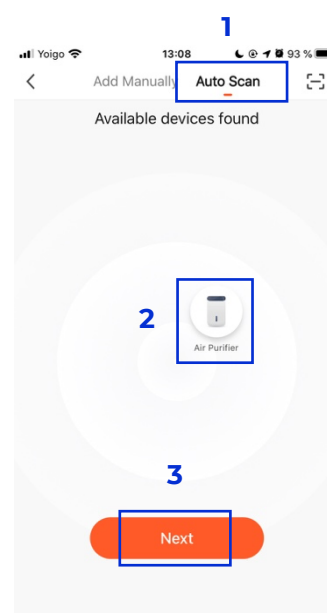 1
Yoigo 13:08 93 %
Add Manually Auto Scan
Available devices found
2
Air Purifier
3
Next